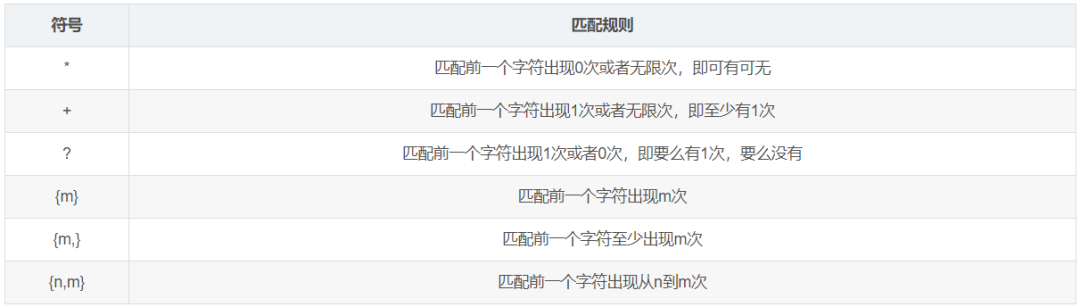 符号 匹配规则
* 匹配前一个字符出现0次或者无限次，即可有可无
+ 匹配前一个字符出现1次或者无限次，即至少有1次
? 匹配前一个字符出现1次或者0次，即要么有1次，要么没有
{m} 匹配前一个字符出现m次
{m,} 匹配前一个字符至少出现m次
{n,m} 匹配前一个字符出现从n到m次